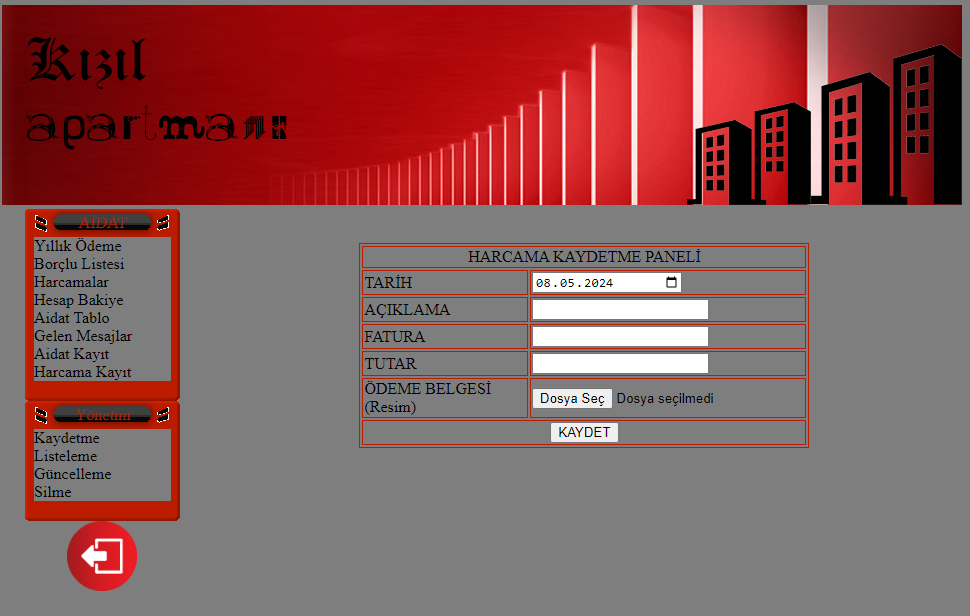 Kızıl
apartmanı
AİDAT
Yıllık Ödeme
Borçlu Listesi
Harcamalar
Hesap Bakiye
Aidat Tablo
Gelen Mesajlar
Aidat Kayıt
Harcama Kayıt
Yönetim
Kaydetme
Listeleme
Güncelleme
Silme
HARCAMA KAYDETME PANELİ
TARİH 08.05.2024
AÇIKLAMA
FATURA
TUTAR
ÖDEME BELGESİ
(Resim) Dosya Seç Dosya seçilmedi
KAYDET